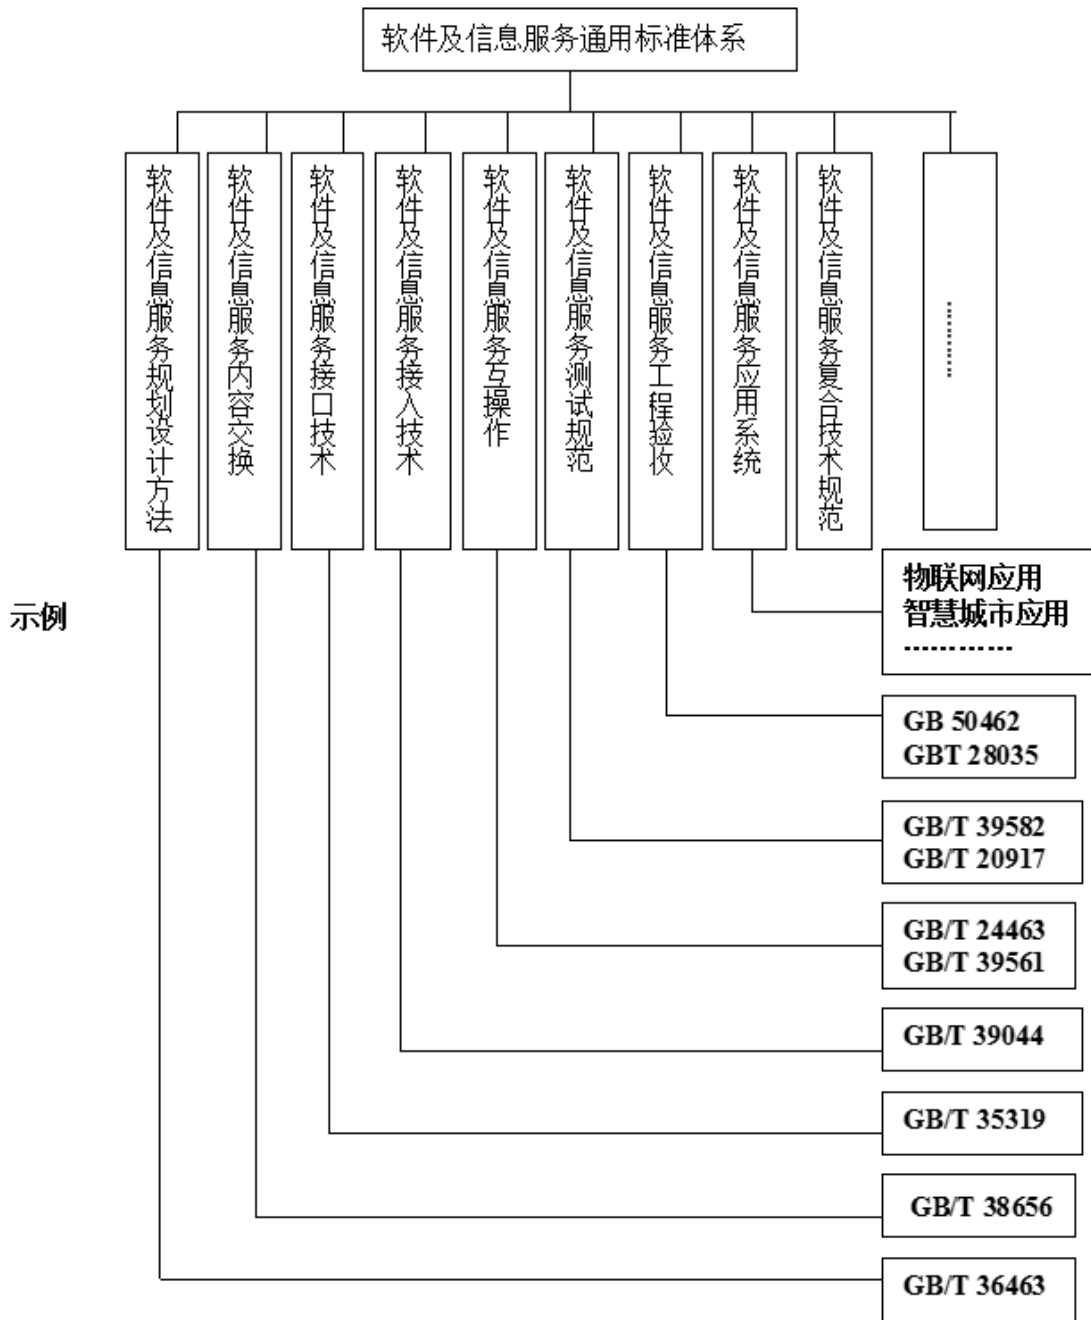 软件及信息服务通用标准体系
软件及信息服务规划设计方法
软件及信息服务内容交换
软件及信息服务接口技术
软件及信息服务接入技术
软件及信息服务互操作
软件及信息服务测试规范
软件及信息服务工程验收
软件及信息服务应用系统
软件及信息服务复合技术规范
…………
示例
物联网应用
智慧城市应用
…………
GB 50462
GBT 28035
GB/T 39582
GB/T 20917
GB/T 24463
GB/T 39561
GB/T 39044
GB/T 35319
GB/T 38656
GB/T 36463